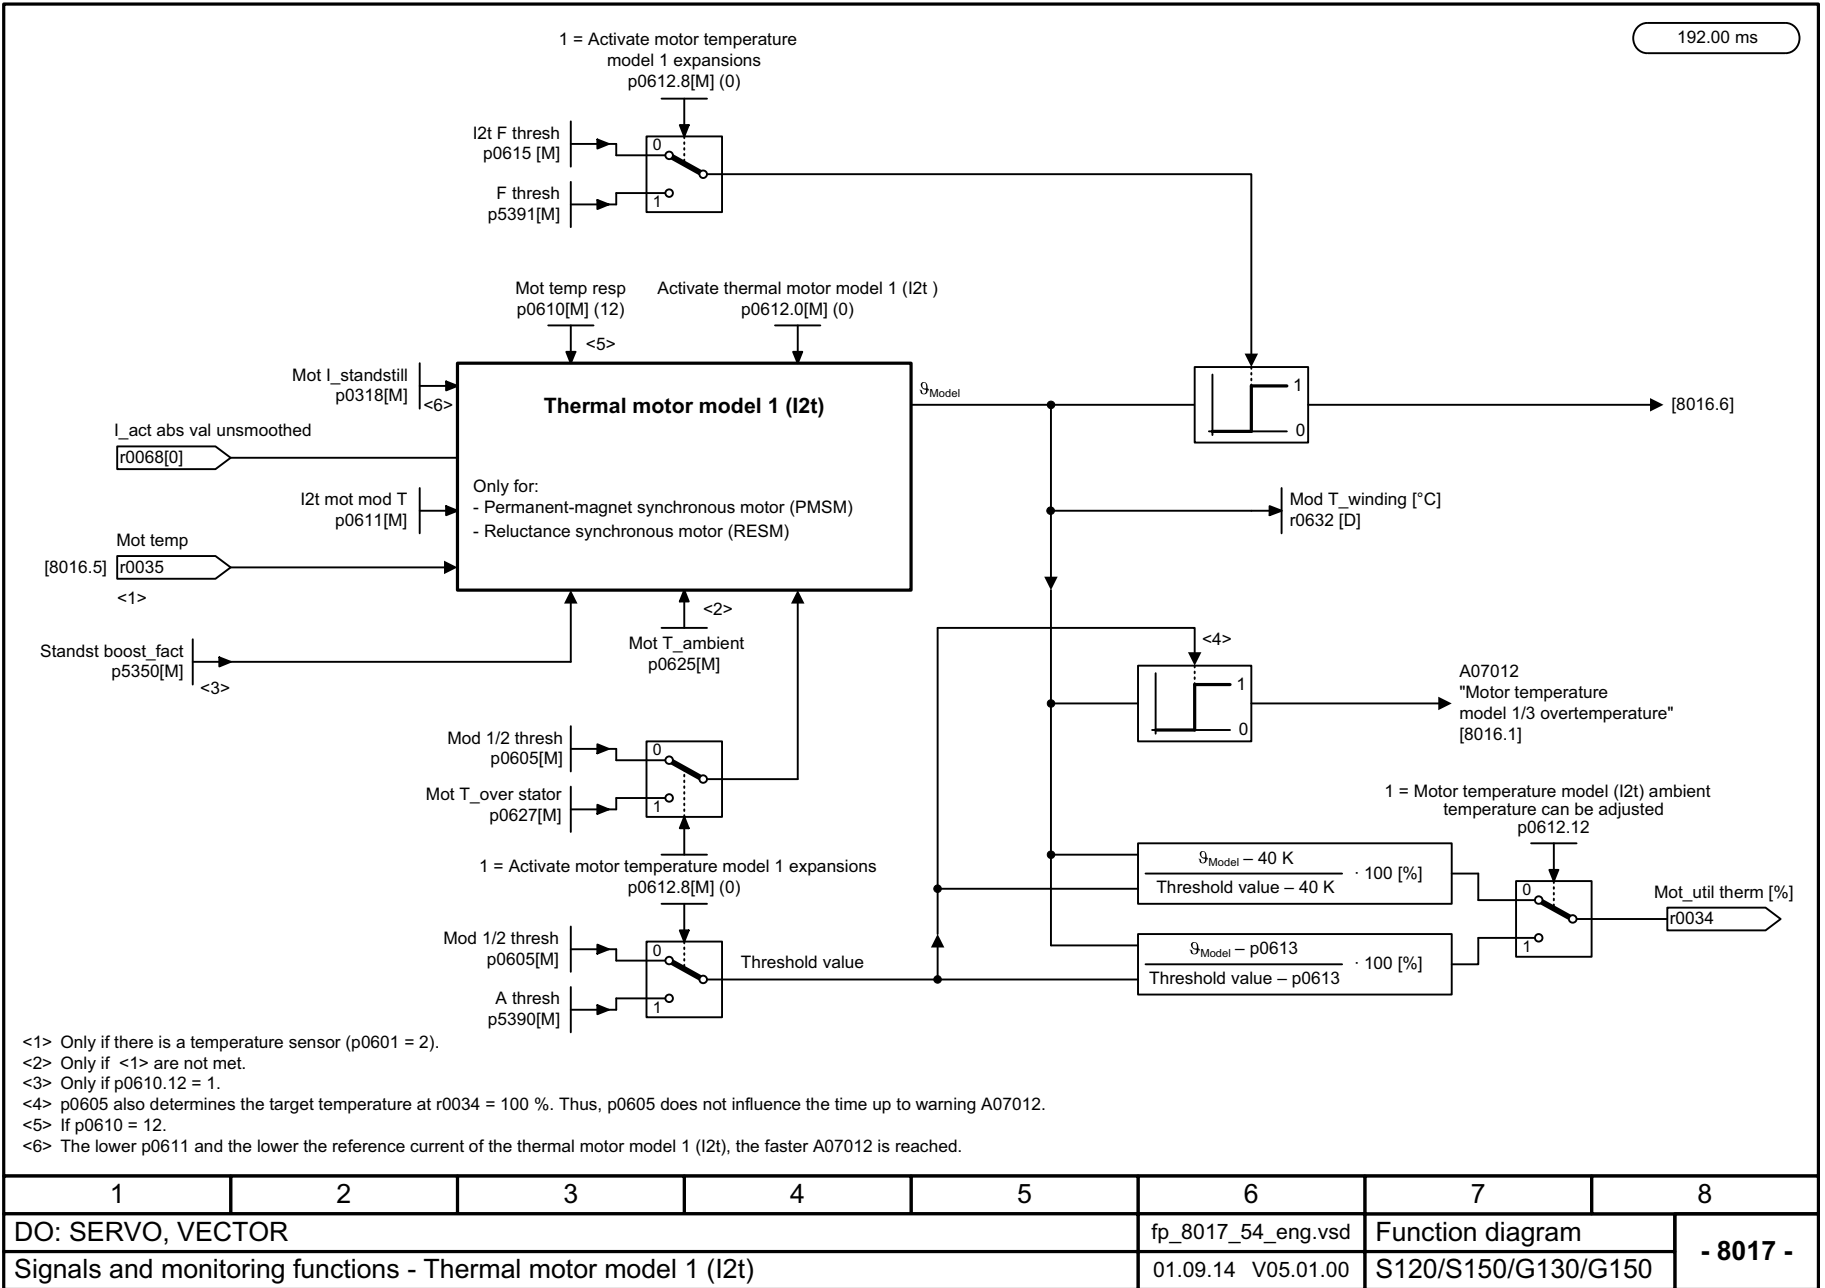 192.00 ms
1 = Activate motor temperature
model 1 expansions
p0612.8[M] (0)
I2t F thresh
p0615 [M]
0
F thresh
p5391[M]
1
Mot temp resp
p0610[M] (12)
<5>
Activate thermal motor model 1 (I2t )
p0612.0[M] (0)
Mot I_standstill
p0318[M]
<6>
Thermal motor model 1 (I2t)
ϑModel
1
0
[8016.6]
I_act abs val unsmoothed
r0068[0]
Only for:
- Permanent-magnet synchronous motor (PMSM)
- Reluctance synchronous motor (RESM)
I2t mot mod T
p0611[M]
Mod T_winding [°C]
r0632 [D]
Mot temp
[8016.5]
r0035
<1>
<2>
Mot T_ambient
p0625[M]
Standst boost_fact
p5350[M]
<3>
<4>
1
0
A07012
"Motor temperature
model 1/3 overtemperature"
[8016.1]
Mod 1/2 thresh
p0605[M]
0
Mot T_over stator
p0627[M]
1
1 = Activate motor temperature model 1 expansions
p0612.8[M] (0)
1 = Motor temperature model (I2t) ambient
temperature can be adjusted
p0612.12
ϑModel – 40 K
Threshold value – 40 K
· 100 [%]
0
1
Mot_util therm [%]
r0034
Mod 1/2 thresh
p0605[M]
0
Threshold value
ϑModel – p0613
Threshold value – p0613
· 100 [%]
A thresh
p5390[M]
1
<1> Only if there is a temperature sensor (p0601 = 2).
<2> Only if <1> are not met.
<3> Only if p0610.12 = 1.
<4> p0605 also determines the target temperature at r0034 = 100 %. Thus, p0605 does not influence the time up to warning A07012.
<5> If p0610 = 12.
<6> The lower p0611 and the lower the reference current of the thermal motor model 1 (I2t), the faster A07012 is reached.
1 2 3 4 5 6 7 8
DO: SERVO, VECTOR
fp_8017_54_eng.vsd
Function diagram
- 8017 -
Signals and monitoring functions - Thermal motor model 1 (I2t)
01.09.14 V05.01.00
S120/S150/G130/G150